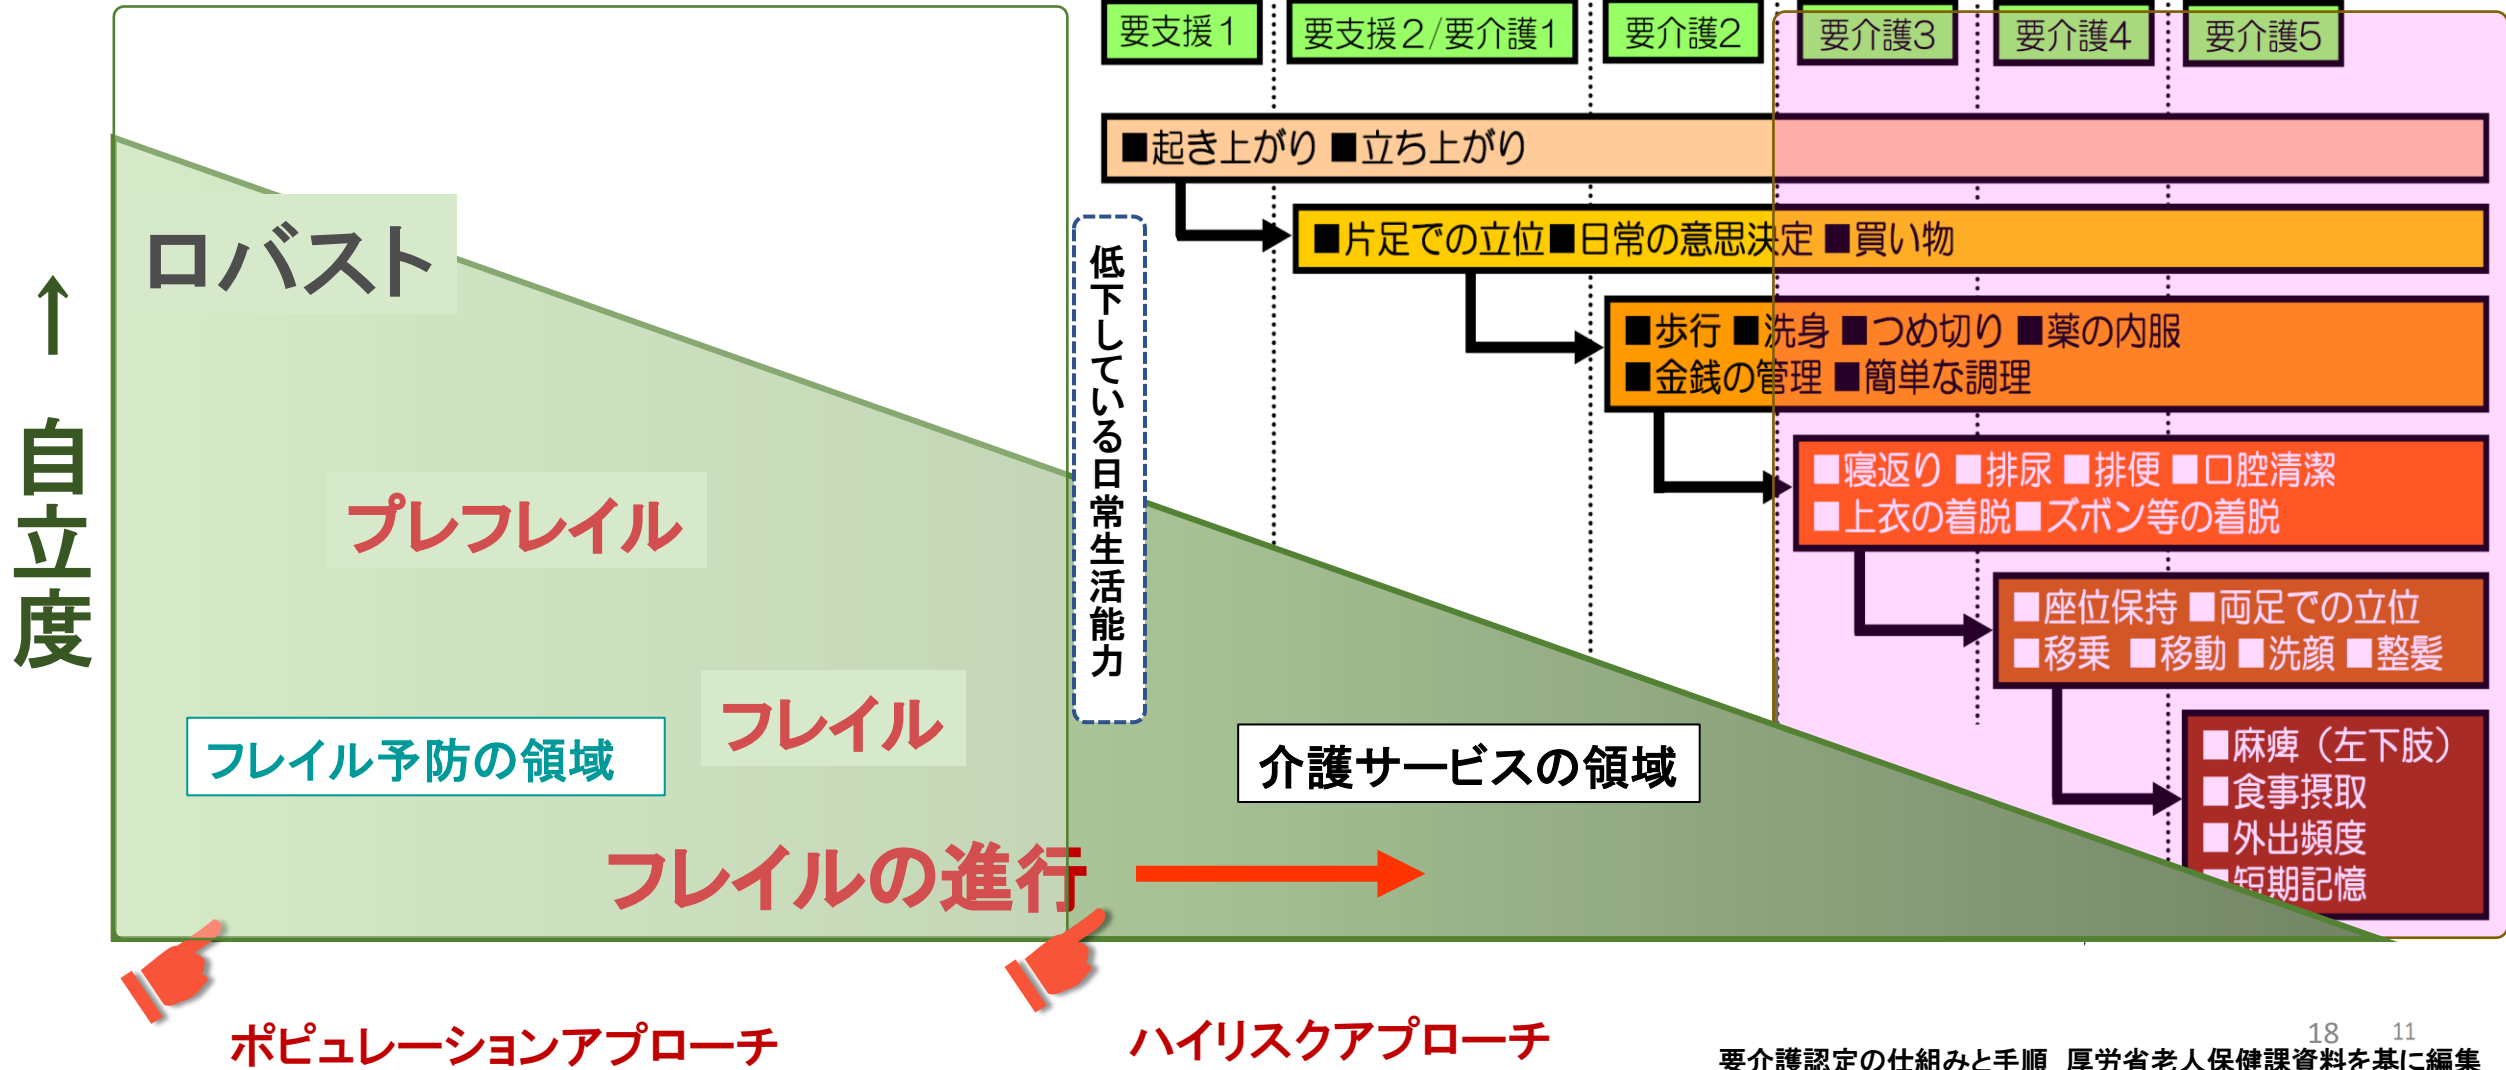 要支援１
要支援２/要介護1
要介護2
要介護3
要介護4
要介護5
■起き上がり ■立ち上がり
■片足での立位■日常の意思決定 ■買い物
■歩行 ■洗身 ■つめ切り ■薬の内服
■金銭の管理 ■簡単な調理
■寝返り ■排尿 ■排便 ■口腔清潔
■上衣の着脱■ズボン等の着脱
■座位保持 ■両足での立位
■移乗 ■移動 ■洗顔 ■整髪
■麻痺（左下肢）
■食事摂取
■外出頻度
■短期記憶
低下している日常生活能力
↑ 自立度
ロバスト
プレフレイル
フレイル
フレイル予防の領域
介護サービスの領域
フレイルの進行
ポピュレーションアプローチ
ハイリスクアプローチ
18
11
要介護認定の仕組みと手順 厚労省老人保健課資料を基に編集